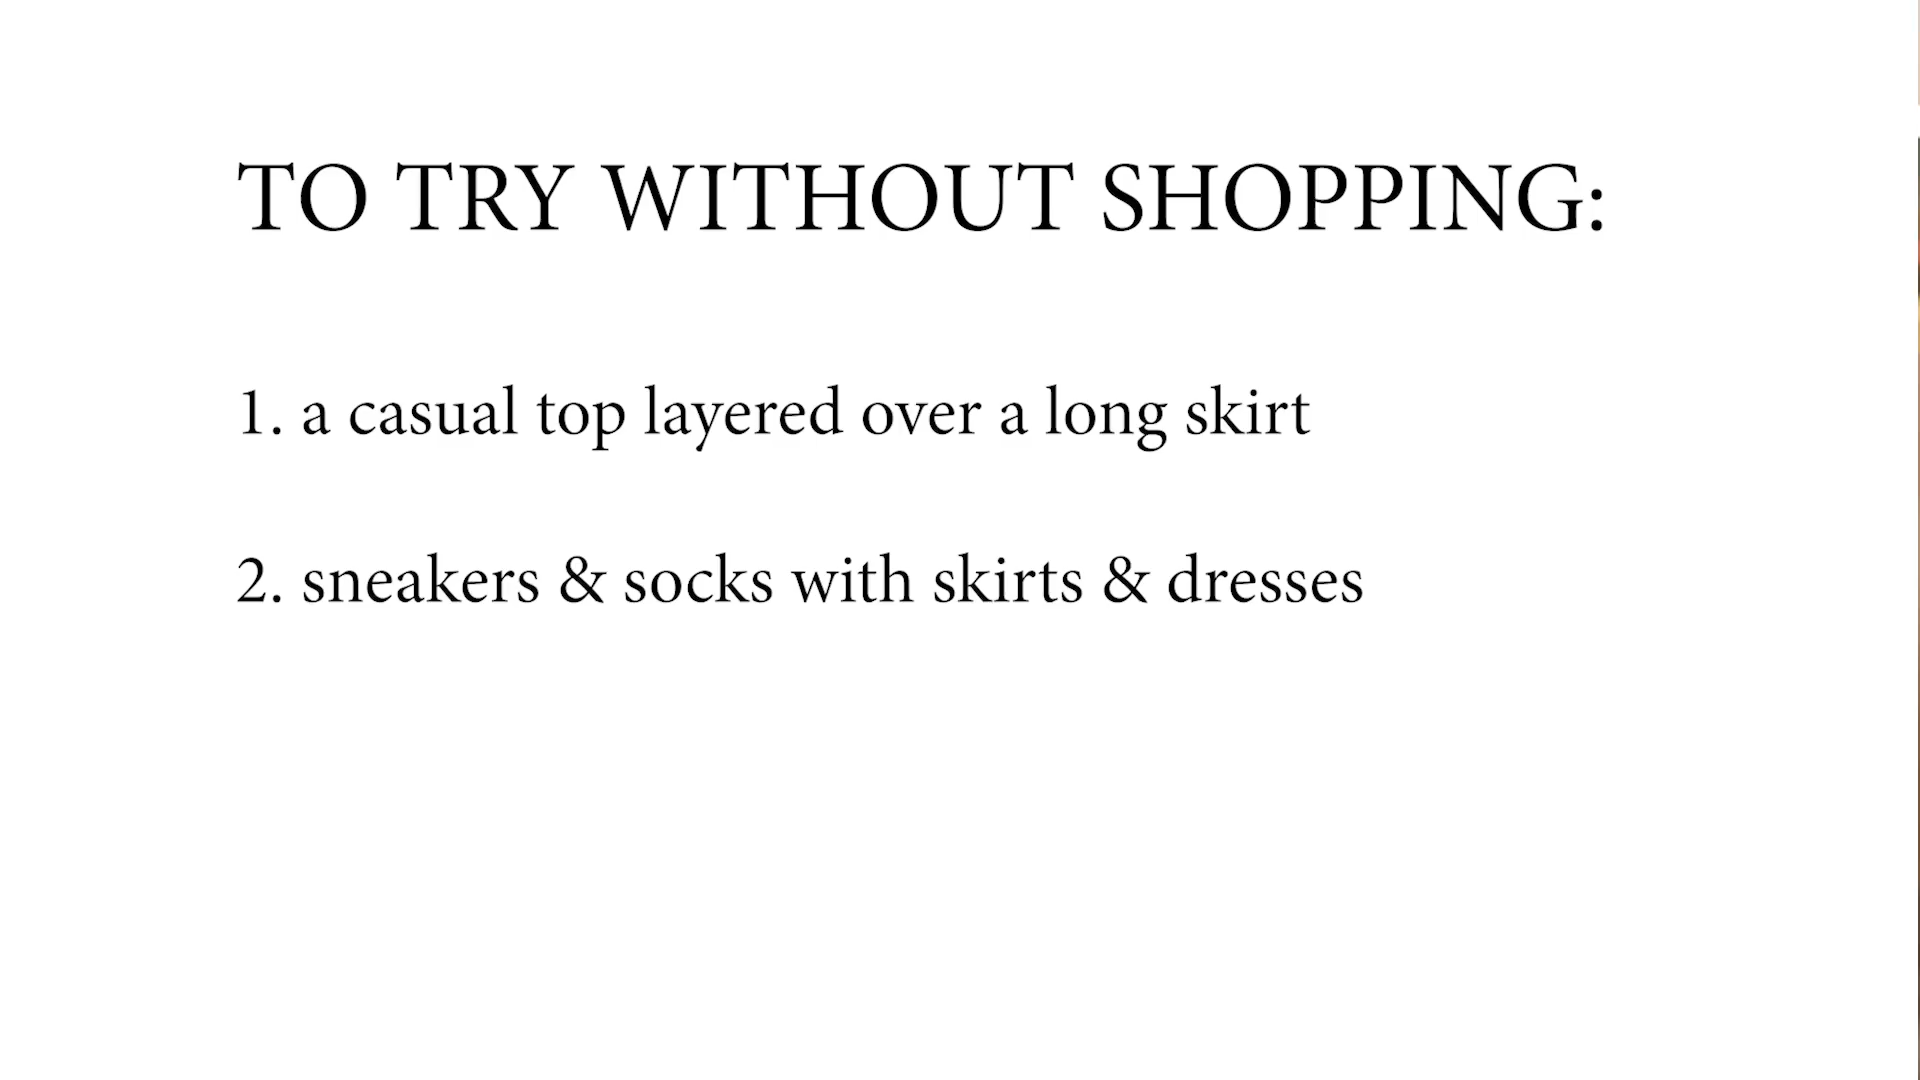 TO TRY WITHOUT SHOPPING:
1. a casual top layered over a long skirt
2. sneakers & socks with skirts & dresses